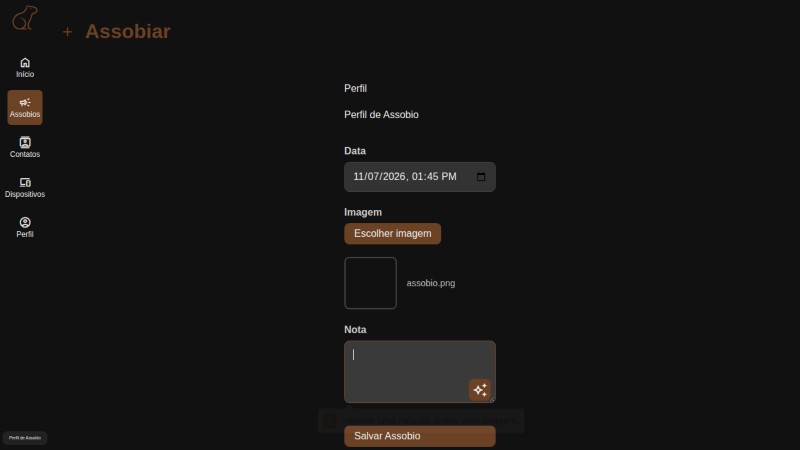 + Assobiar
Início
Assobios
Contatos
Dispositivos
Perfil
Perfil
Perfil de Assobio
Data
11/07/2026, 01:45 PM
Imagem
Escolher imagem
assobio.png
Nota
Salvar Assobio
Perfil de Assobio